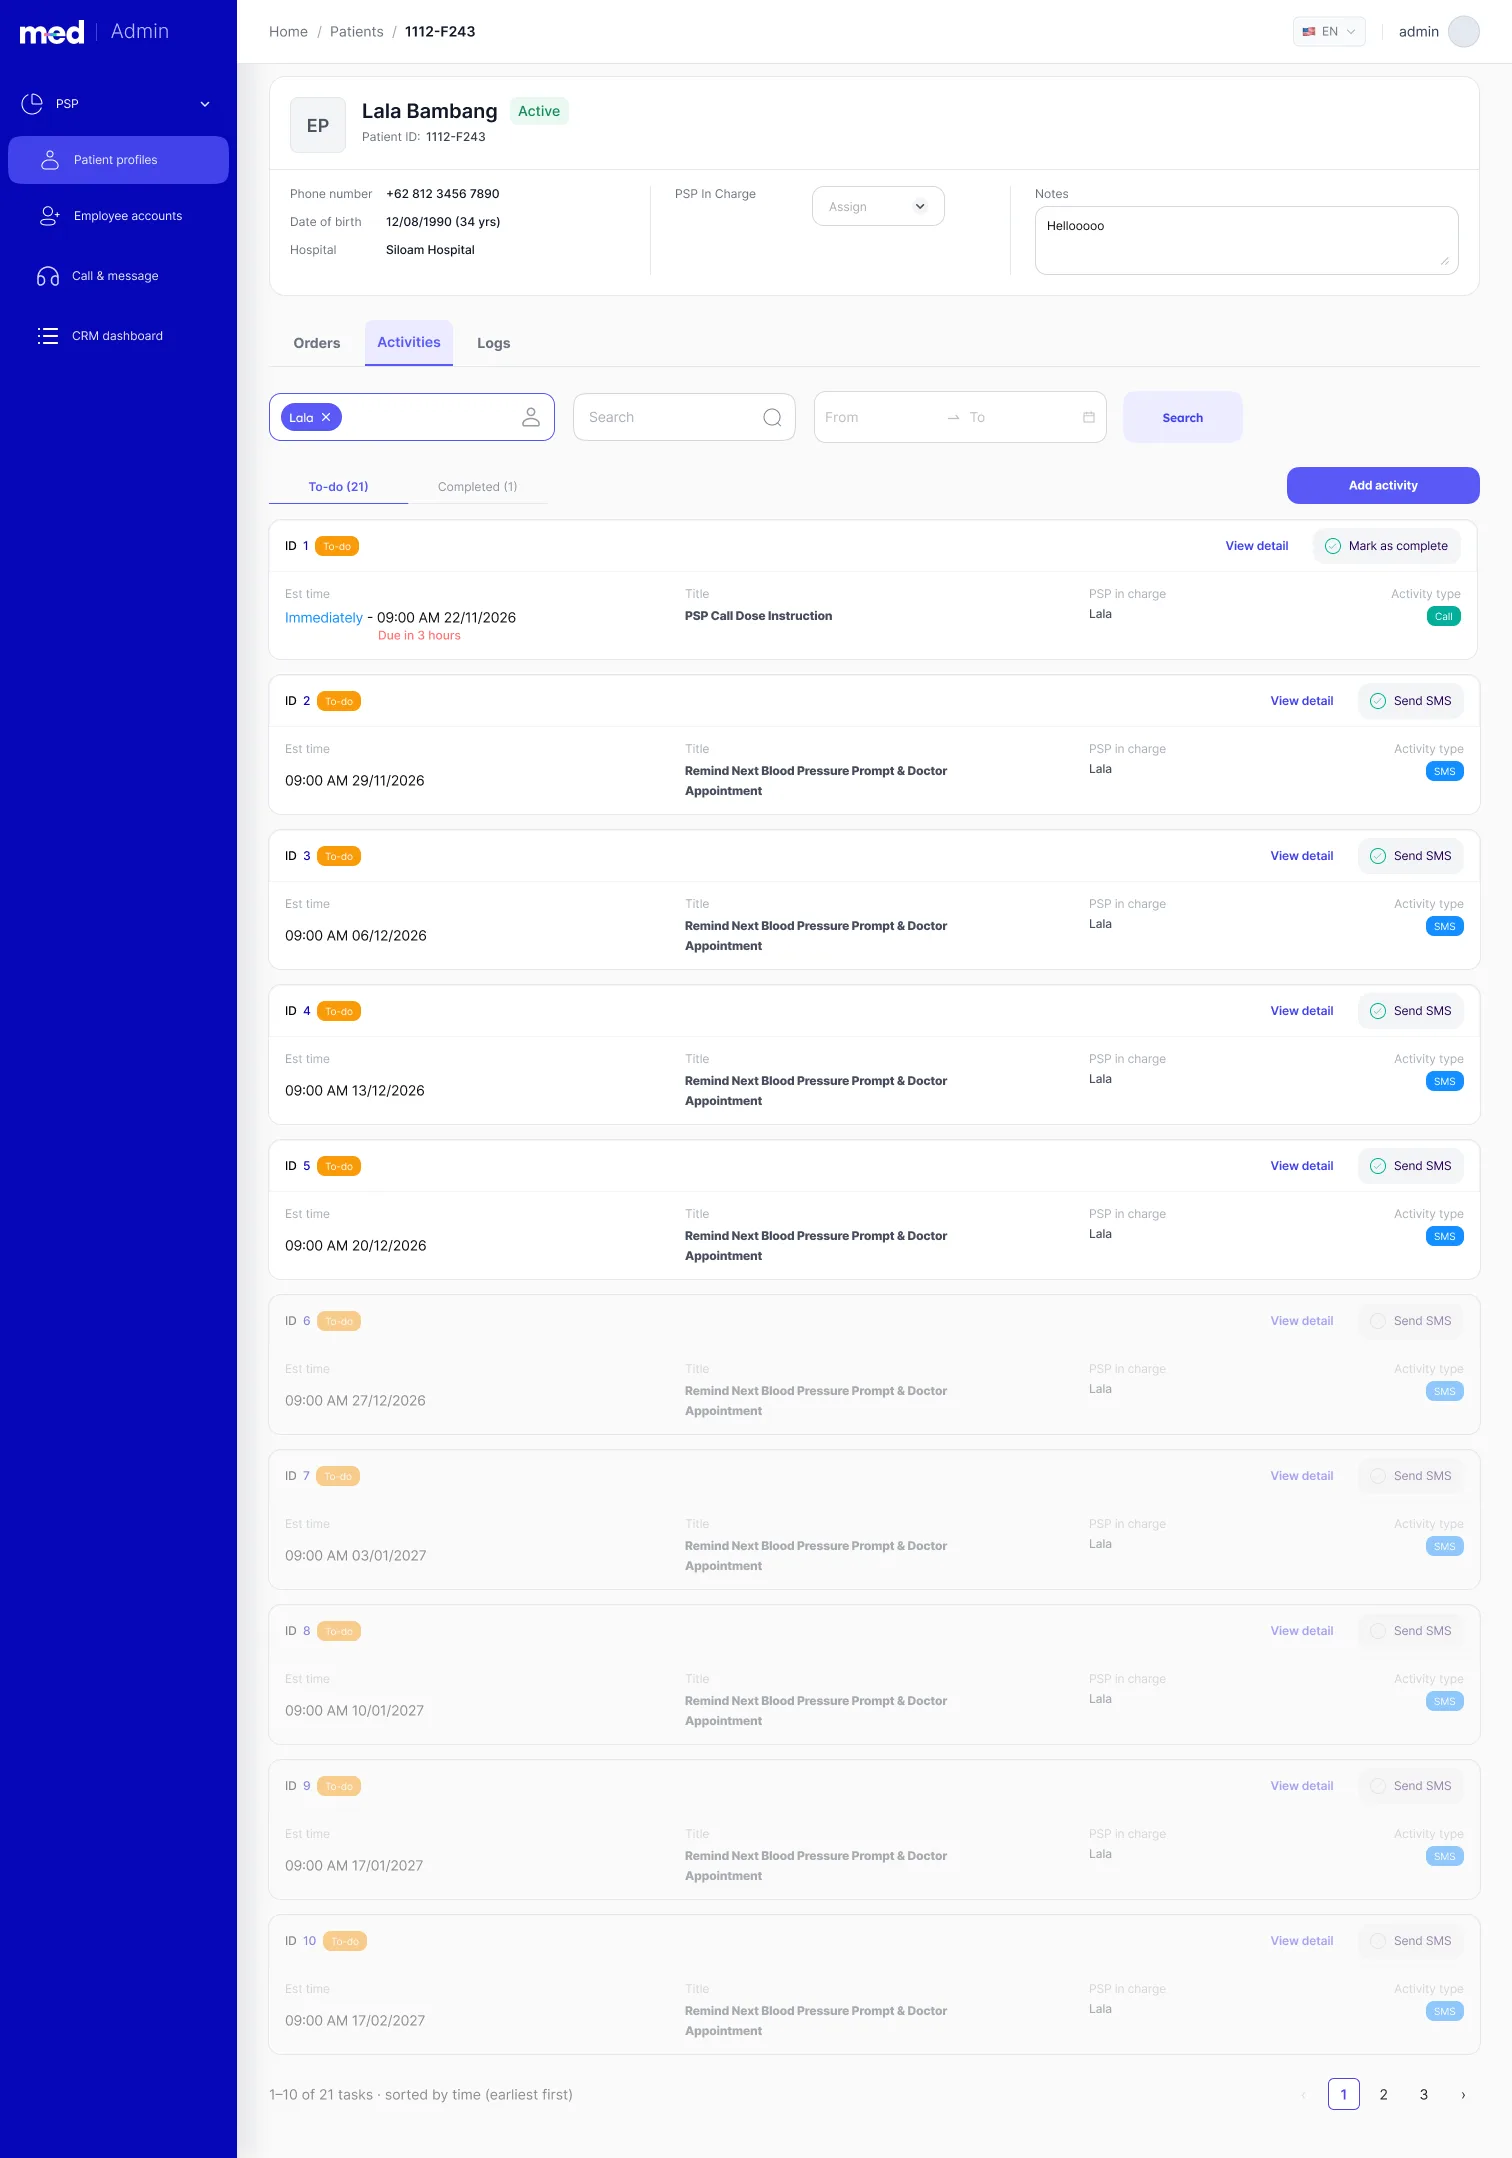 med | Admin
Home / Patients / 1112-F243
EN
admin
PSP
Patient profiles
Employee accounts
Call & message
CRM dashboard
EP
Lala Bambang
Active
Patient ID: 1112-F243
Phone number +62 812 3456 7890
Date of birth 12/08/1990 (34 yrs)
Hospital Siloam Hospital
PSP In Charge
Assign
Notes
Hellooooo
Orders
Activities
Logs
Lala
Search
From → To
Search
To-do (21)
Completed (1)
Add activity
ID 1 To-do
View detail
Mark as complete
Est time
Immediately - 09:00 AM 22/11/2026
Due in 3 hours
Title
PSP Call Dose Instruction
PSP in charge
Lala
Activity type
Call
ID 2 To-do
View detail
Send SMS
Est time
09:00 AM 29/11/2026
Title
Remind Next Blood Pressure Prompt & Doctor
Appointment
PSP in charge
Lala
Activity type
SMS
ID 3 To-do
View detail
Send SMS
Est time
09:00 AM 06/12/2026
Title
Remind Next Blood Pressure Prompt & Doctor
Appointment
PSP in charge
Lala
Activity type
SMS
ID 4 To-do
View detail
Send SMS
Est time
09:00 AM 13/12/2026
Title
Remind Next Blood Pressure Prompt & Doctor
Appointment
PSP in charge
Lala
Activity type
SMS
ID 5 To-do
View detail
Send SMS
Est time
09:00 AM 20/12/2026
Title
Remind Next Blood Pressure Prompt & Doctor
Appointment
PSP in charge
Lala
Activity type
SMS
ID 6 To-do
View detail
Send SMS
Est time
09:00 AM 27/12/2026
Title
Remind Next Blood Pressure Prompt & Doctor
Appointment
PSP in charge
Lala
Activity type
SMS
ID 7 To-do
View detail
Send SMS
Est time
09:00 AM 03/01/2027
Title
Remind Next Blood Pressure Prompt & Doctor
Appointment
PSP in charge
Lala
Activity type
SMS
ID 8 To-do
View detail
Send SMS
Est time
09:00 AM 10/01/2027
Title
Remind Next Blood Pressure Prompt & Doctor
Appointment
PSP in charge
Lala
Activity type
SMS
ID 9 To-do
View detail
Send SMS
Est time
09:00 AM 17/01/2027
Title
Remind Next Blood Pressure Prompt & Doctor
Appointment
PSP in charge
Lala
Activity type
SMS
ID 10 To-do
View detail
Send SMS
Est time
09:00 AM 17/02/2027
Title
Remind Next Blood Pressure Prompt & Doctor
Appointment
PSP in charge
Lala
Activity type
SMS
1–10 of 21 tasks · sorted by time (earliest first)
‹ 1 2 3 ›